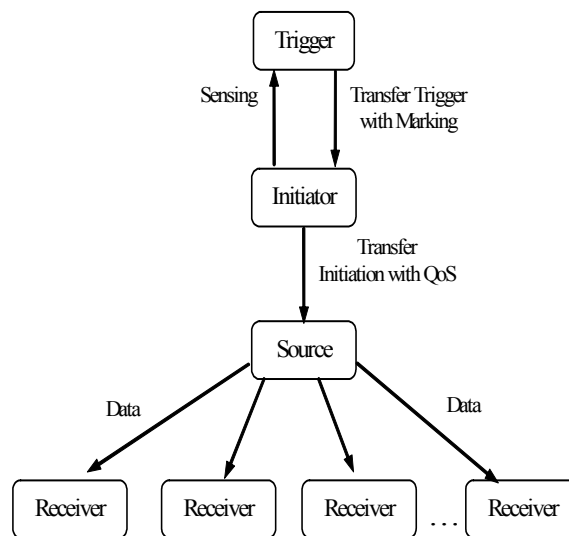 Trigger
Sensing
Transfer Trigger
with Marking
Initiator
Transfer
Initiation with QoS
Source
Data
Data
Receiver
Receiver
Receiver
...
Receiver